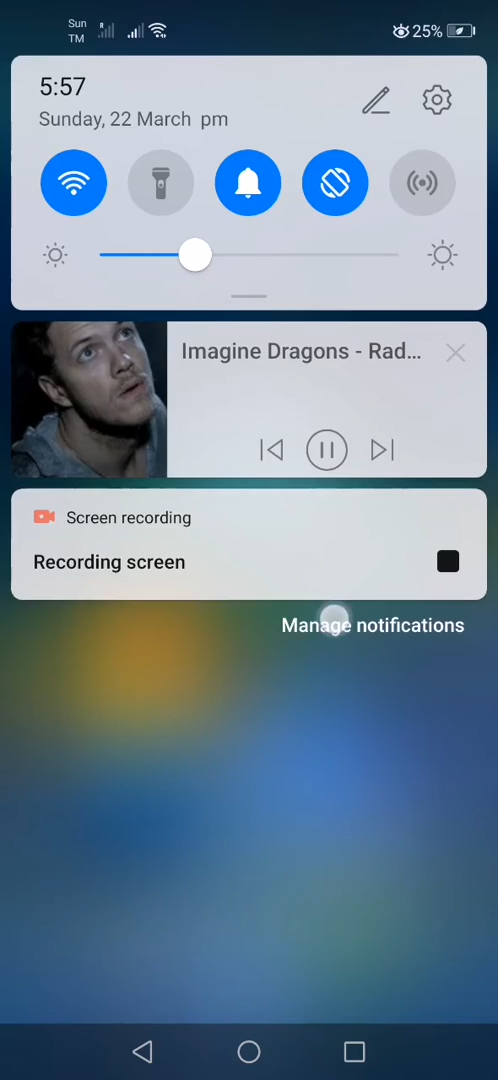 Sun
TM
R
25%
5:57
Sunday, 22 March pm
Imagine Dragons - Rad...
Screen recording
Recording screen
Manage notifications